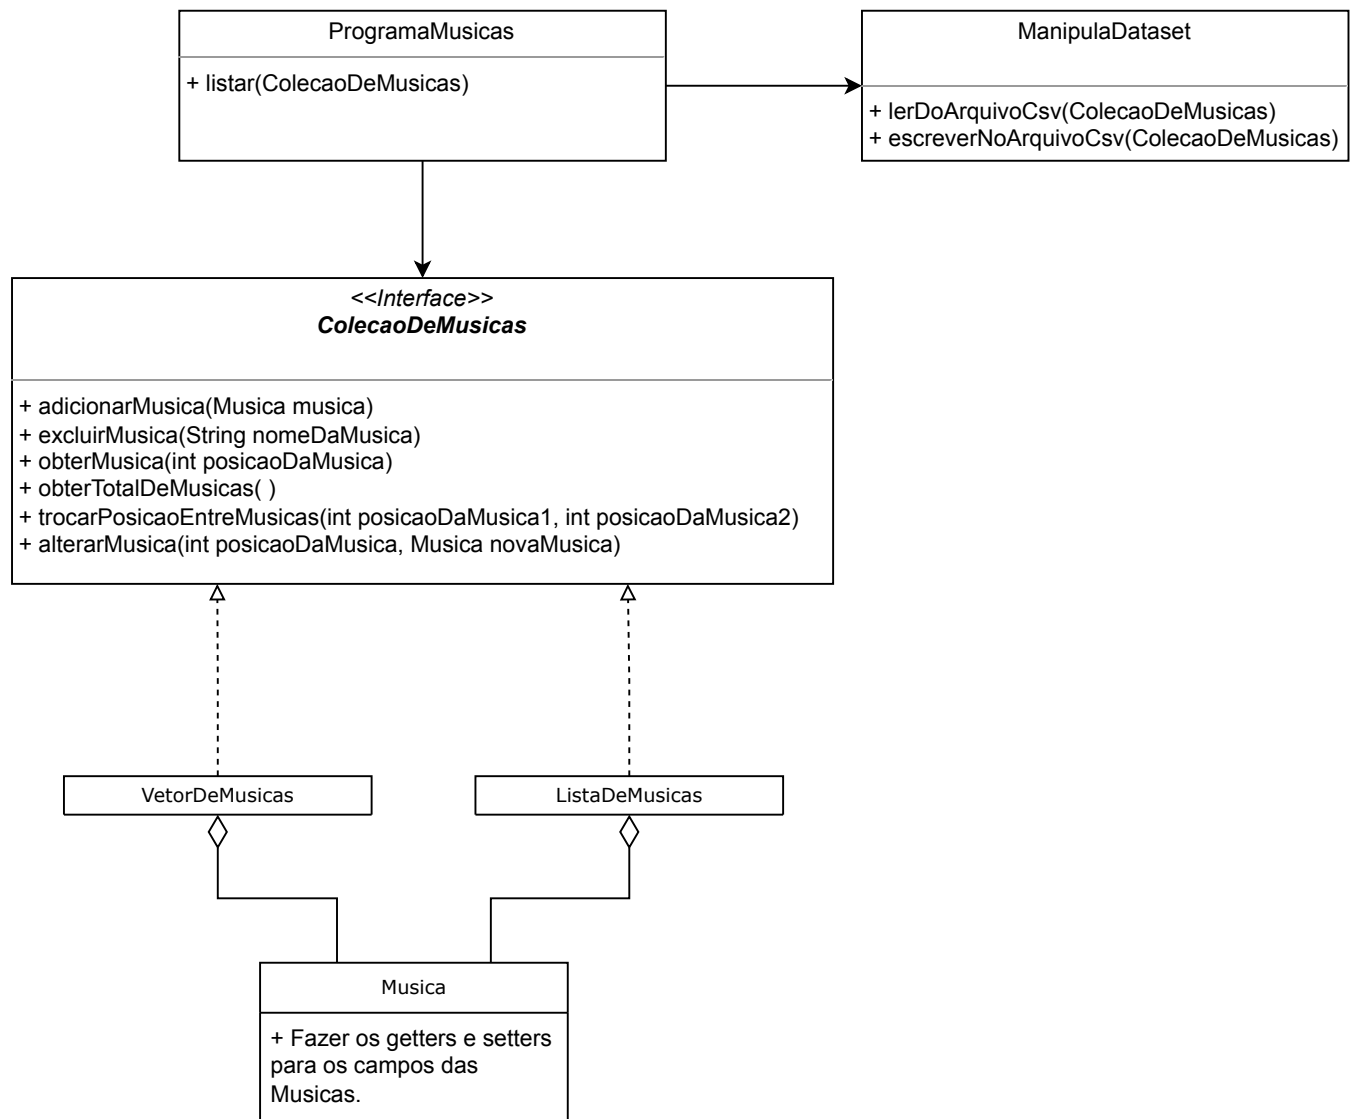 ProgramaMusicas
+ listar(ColecaoDeMusicas)
ManipulaDataset
+ lerDoArquivoCsv(ColecaoDeMusicas)
+ escreverNoArquivoCsv(ColecaoDeMusicas)
<<Interface>>
ColecaoDeMusicas
+ adicionarMusica(Musica musica)
+ excluirMusica(String nomeDaMusica)
+ obterMusica(int posicaoDaMusica)
+ obterTotalDeMusicas( )
+ trocarPosicaoEntreMusicas(int posicaoDaMusica1, int posicaoDaMusica2)
+ alterarMusica(int posicaoDaMusica, Musica novaMusica)
VetorDeMusicas
ListaDeMusicas
Musica
+ Fazer os getters e setters
para os campos das
Musicas.